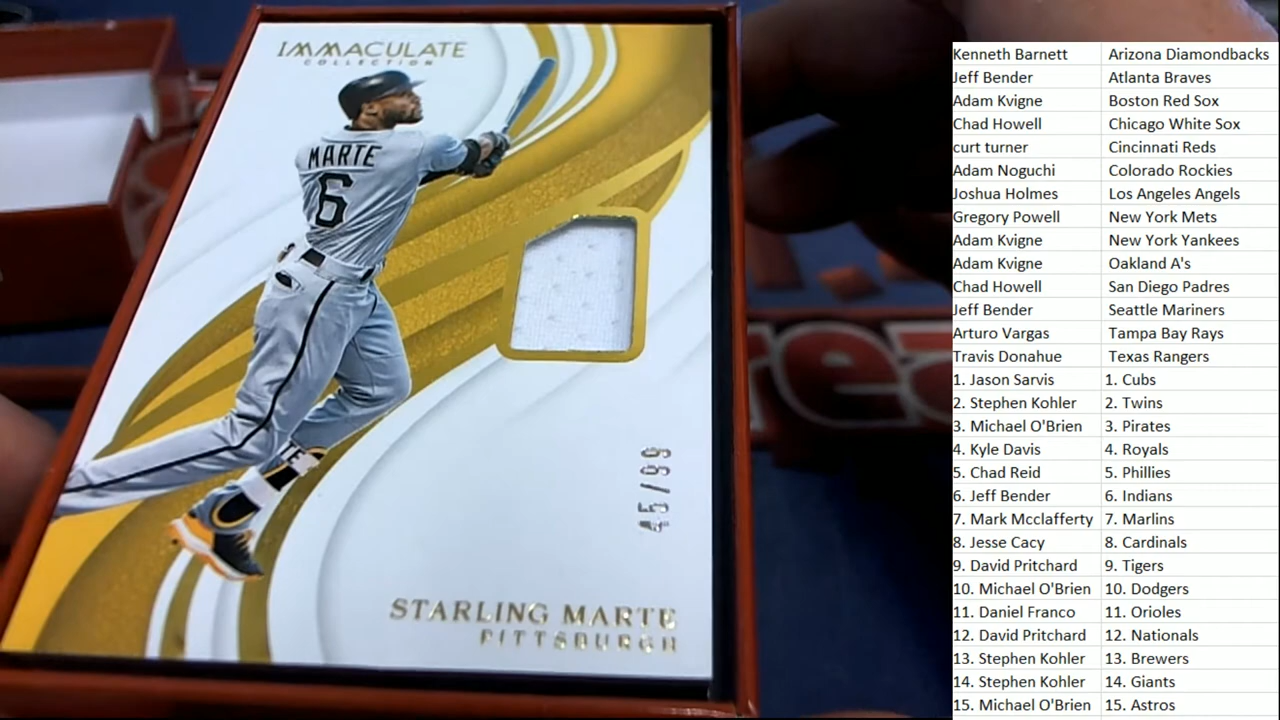 IMMACULATE
COLLECTION
MARTE
6
45/99
STARLING MARTE
PITTSBURGH
Kenneth Barnett Arizona Diamondbacks
Jeff Bender Atlanta Braves
Adam Kvigne Boston Red Sox
Chad Howell Chicago White Sox
curt turner Cincinnati Reds
Adam Noguchi Colorado Rockies
Joshua Holmes Los Angeles Angels
Gregory Powell New York Mets
Adam Kvigne New York Yankees
Adam Kvigne Oakland A's
Chad Howell San Diego Padres
Jeff Bender Seattle Mariners
Arturo Vargas Tampa Bay Rays
Travis Donahue Texas Rangers
1. Jason Sarvis 1. Cubs
2. Stephen Kohler 2. Twins
3. Michael O'Brien 3. Pirates
4. Kyle Davis 4. Royals
5. Chad Reid 5. Phillies
6. Jeff Bender 6. Indians
7. Mark Mcclafferty 7. Marlins
8. Jesse Cacy 8. Cardinals
9. David Pritchard 9. Tigers
10. Michael O'Brien 10. Dodgers
11. Daniel Franco 11. Orioles
12. David Pritchard 12. Nationals
13. Stephen Kohler 13. Brewers
14. Stephen Kohler 14. Giants
15. Michael O'Brien 15. Astros